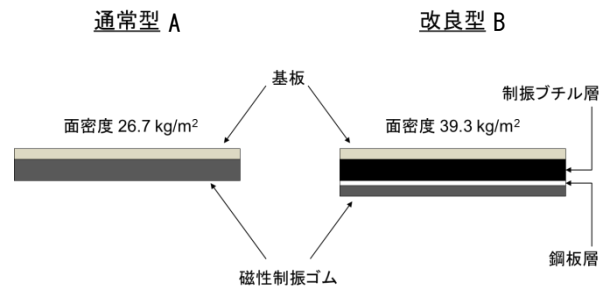 通常型 A
改良型 B
基板
制振ブチル層
面密度 26.7 kg/m²
面密度 39.3 kg/m²
鋼板層
磁性制振ゴム